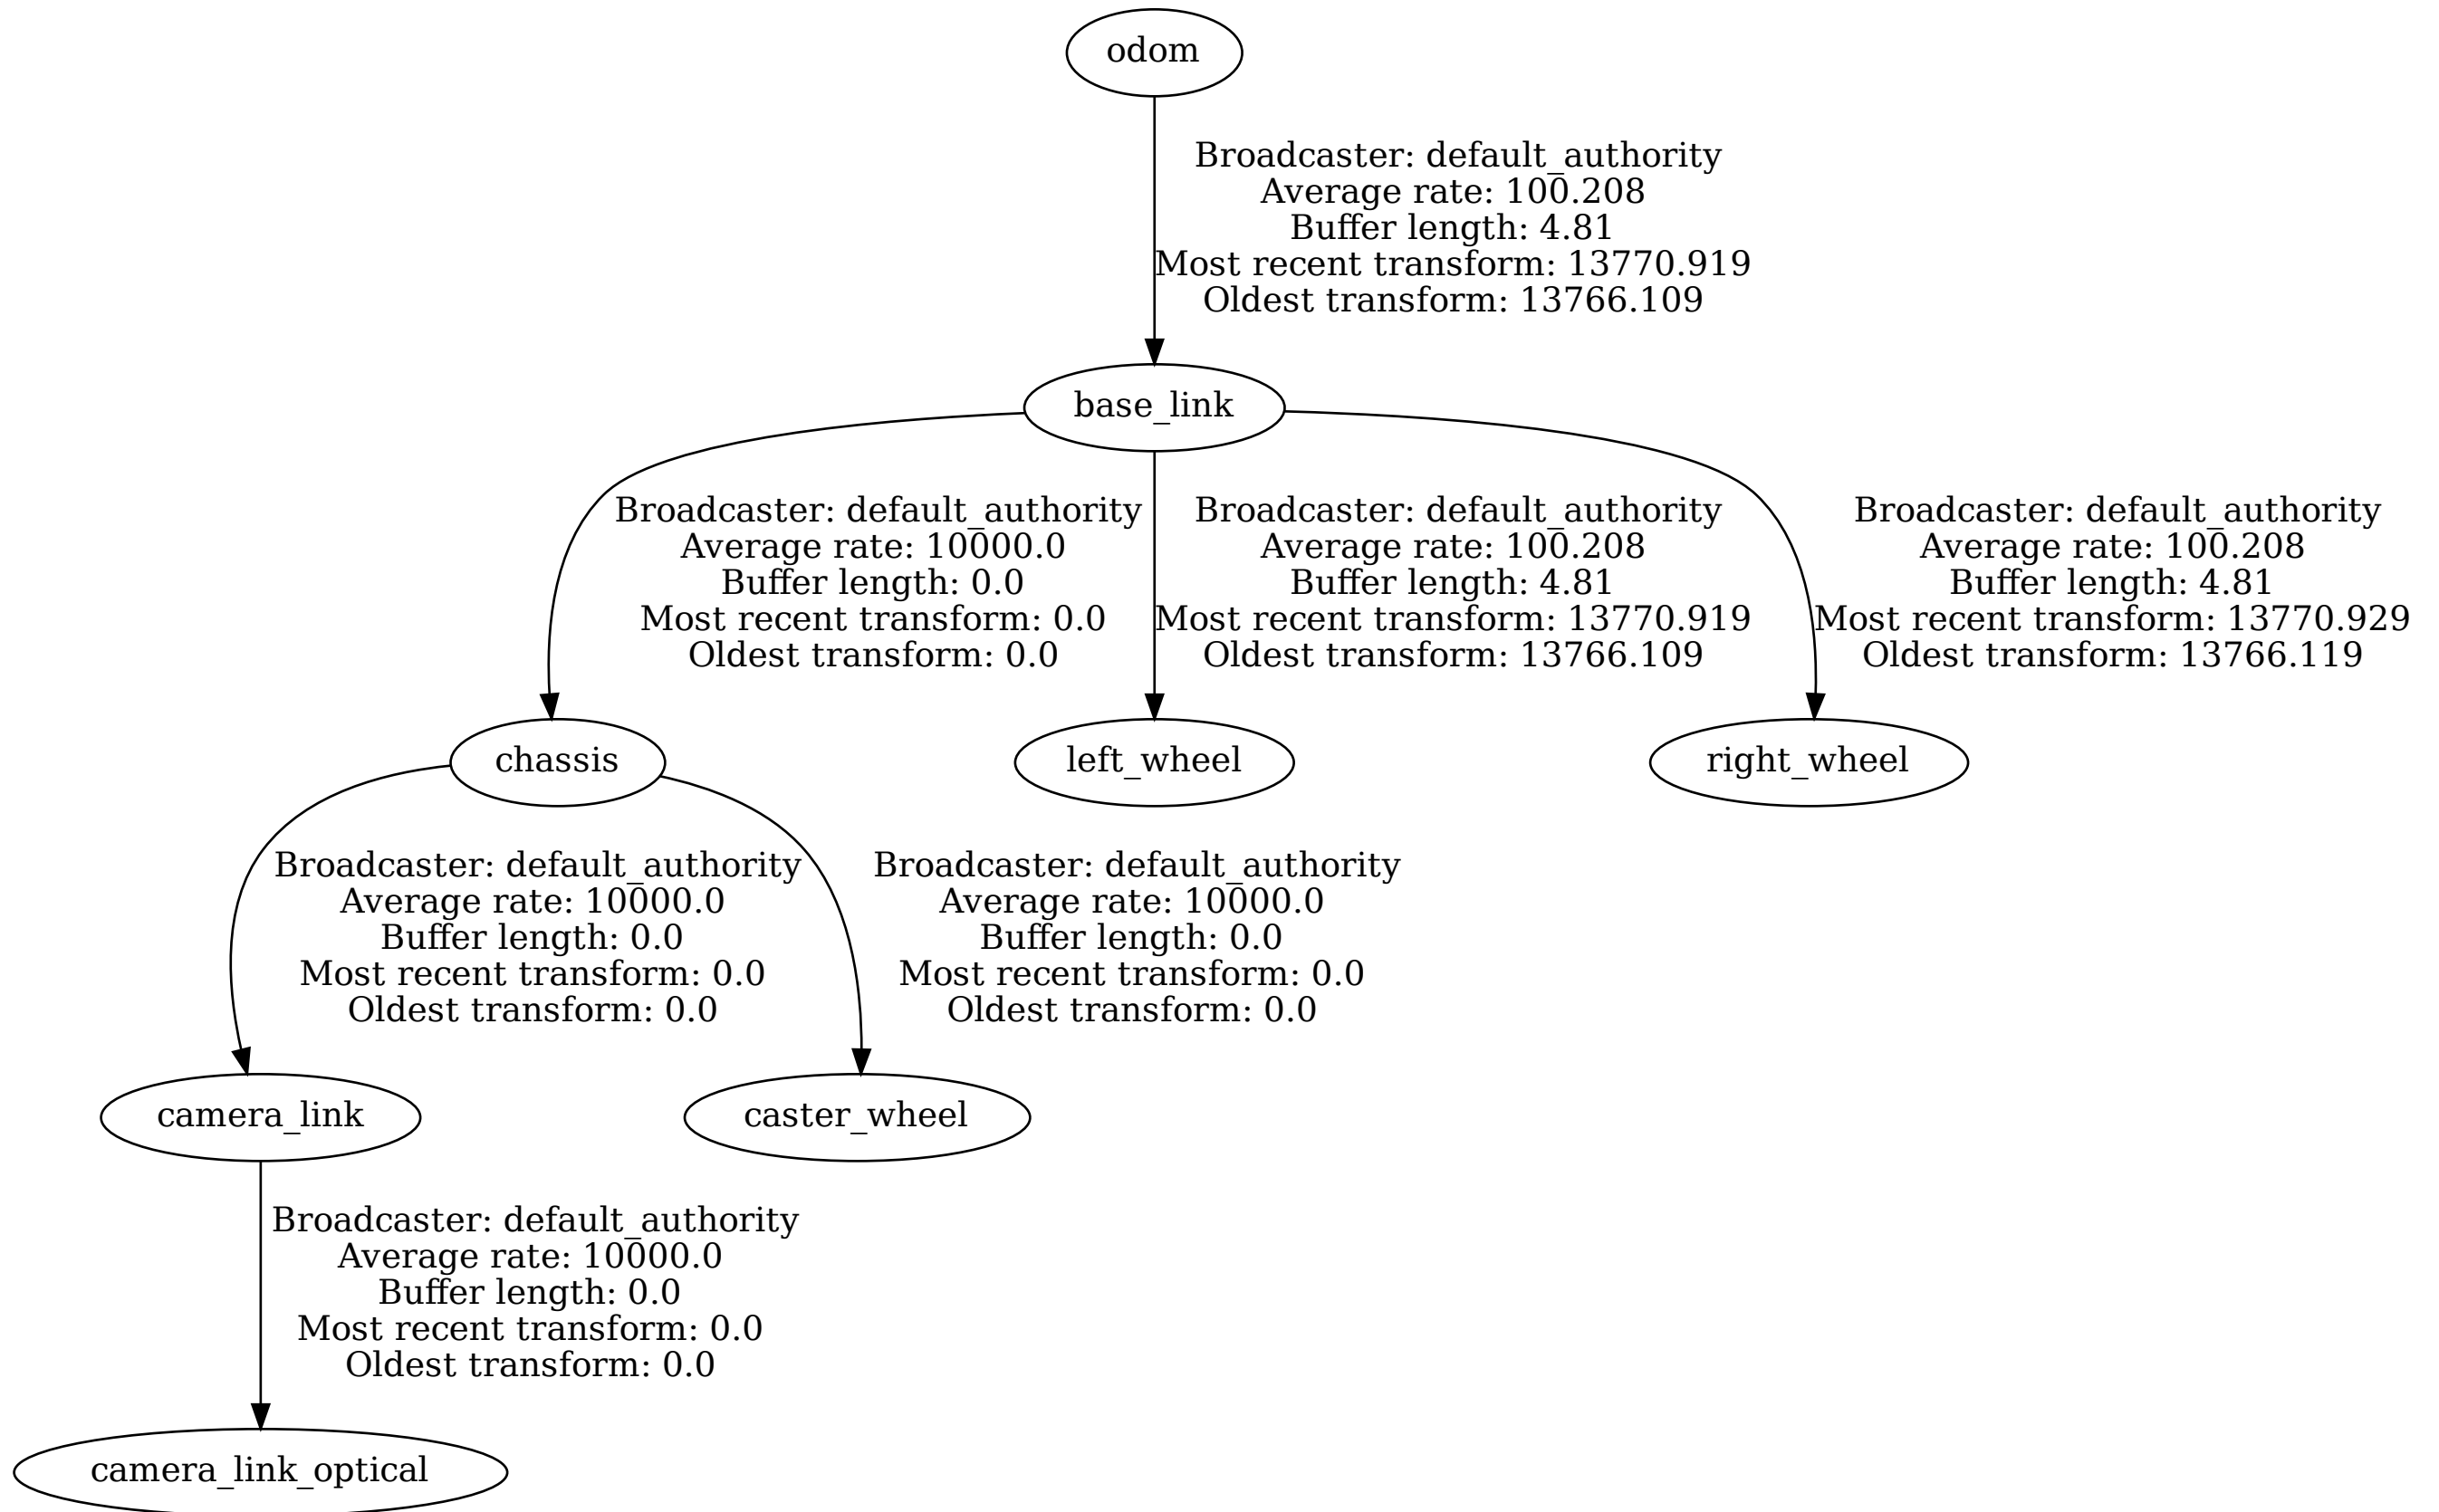 odom
Broadcaster: default_authority
Average rate: 100.208
Buffer length: 4.81
Most recent transform: 13770.919
Oldest transform: 13766.109
base_link
Broadcaster: default_authority
Average rate: 10000.0
Buffer length: 0.0
Most recent transform: 0.0
Oldest transform: 0.0
Broadcaster: default_authority
Average rate: 100.208
Buffer length: 4.81
Most recent transform: 13770.919
Oldest transform: 13766.109
Broadcaster: default_authority
Average rate: 100.208
Buffer length: 4.81
Most recent transform: 13770.929
Oldest transform: 13766.119
chassis
left_wheel
right_wheel
Broadcaster: default_authority
Average rate: 10000.0
Buffer length: 0.0
Most recent transform: 0.0
Oldest transform: 0.0
Broadcaster: default_authority
Average rate: 10000.0
Buffer length: 0.0
Most recent transform: 0.0
Oldest transform: 0.0
camera_link
caster_wheel
Broadcaster: default_authority
Average rate: 10000.0
Buffer length: 0.0
Most recent transform: 0.0
Oldest transform: 0.0
camera_link_optical